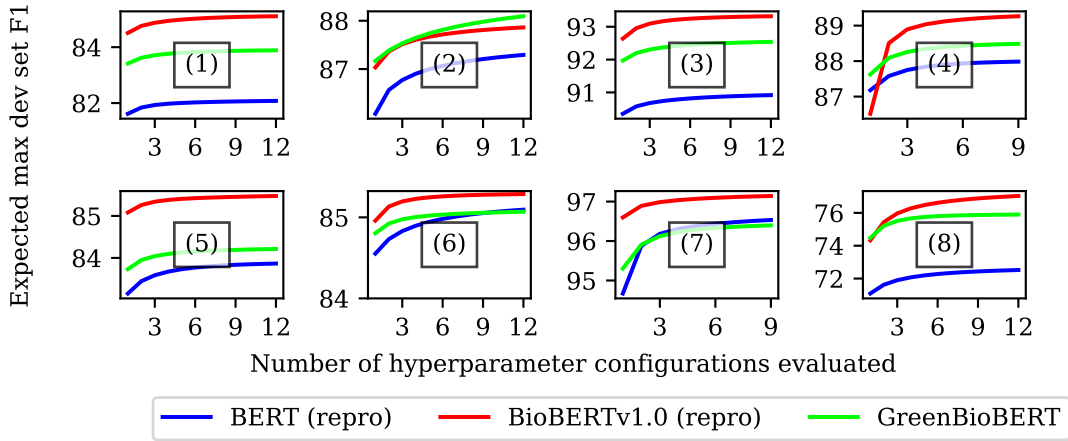 Expected max dev set F1
84
82
3 6 9 12
(1)
88
87
3 6 9 12
(2)
93
92
91
3 6 9 12
(3)
89
88
87
3 6 9
(4)
85
84
3 6 9 12
(5)
85
84
3 6 9 12
(6)
97
96
95
3 6 9
(7)
76
74
72
3 6 9 12
(8)
Number of hyperparameter configurations evaluated
BERT (repro) BioBERTv1.0 (repro) GreenBioBERT